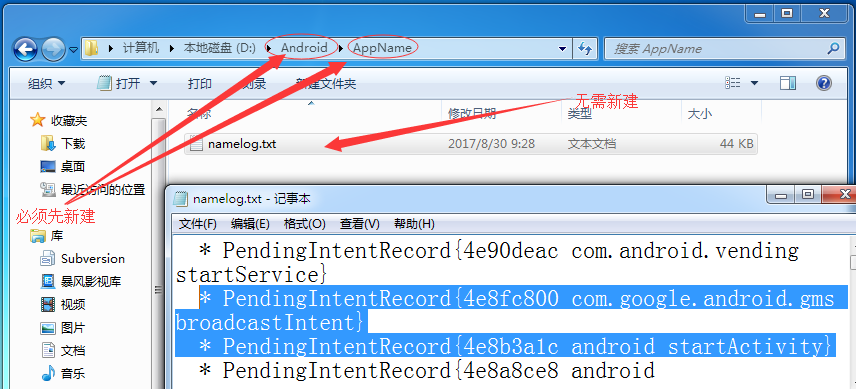 计算机 本地磁盘 (D:) Android AppName 搜索 AppName
组织 打开 打印 刻录 新建文件夹
无需新建
名称 修改日期 类型 大小
收藏夹
下载
桌面
最近访问的位置
namelog.txt 2017/8/30 9:28 文本文档 44 KB
必须先新建
库
Subversion
暴风影视库
视频
图片
文档
音乐
namelog.txt - 记事本
文件(F) 编辑(E) 格式(O) 查看(V) 帮助(H)
* PendingIntentRecord{4e90deac com.android.vending
startService}
* PendingIntentRecord{4e8fc800 com.google.android.gms
broadcastIntent}
* PendingIntentRecord{4e8b3a1c android startActivity}
* PendingIntentRecord{4e8a8ce8 android